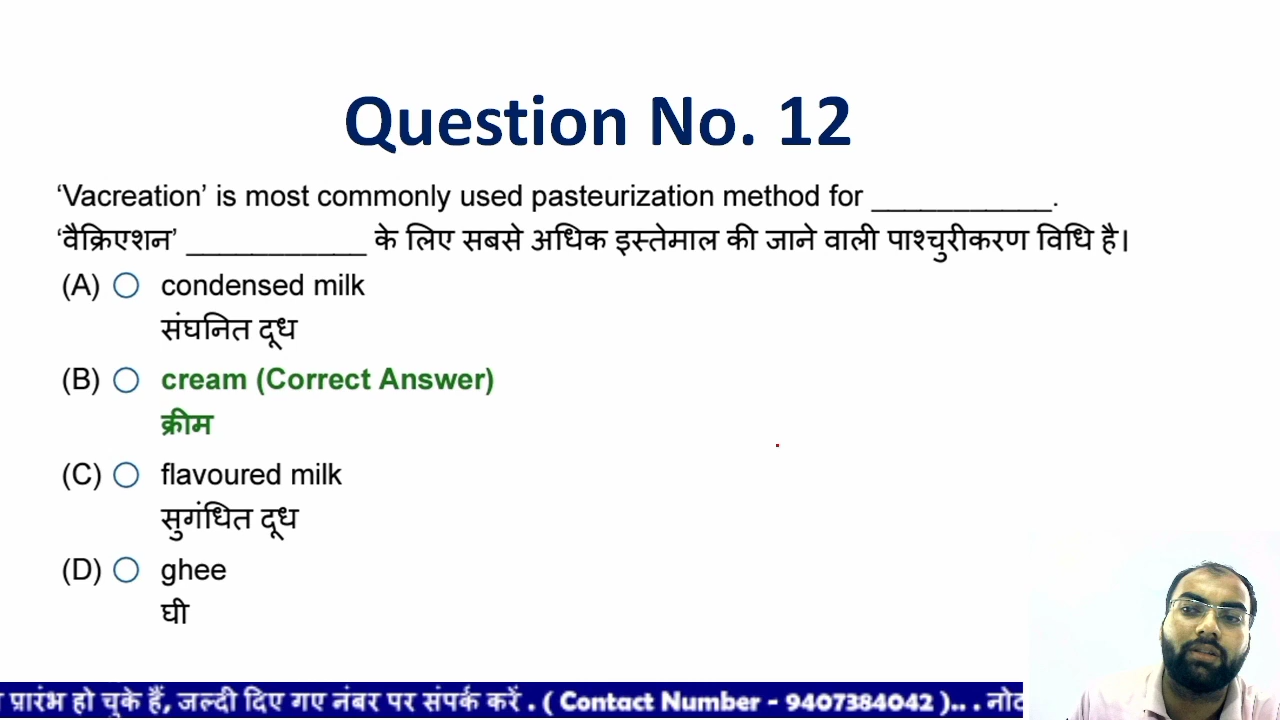 Question No. 12
‘Vacreation’ is most commonly used pasteurization method for ___________.
‘वैक्रिएशन’ ___________ के लिए सबसे अधिक इस्तेमाल की जाने वाली पाश्चुरीकरण विधि है।
(A) condensed milk
संघनित दूध
(B) cream (Correct Answer)
क्रीम
(C) flavoured milk
सुगंधित दूध
(D) ghee
घी
प्रारंभ हो चुके हैं, जल्दी दिए गए नंबर पर संपर्क करें . ( Contact Number - 9407384042 ).. .